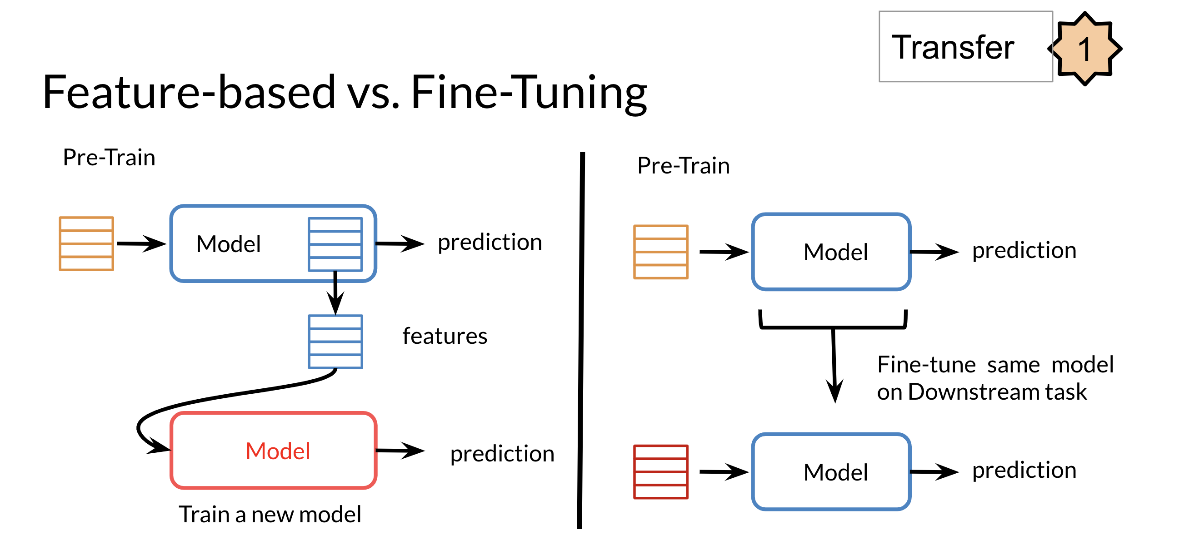 Transfer 1
Feature-based vs. Fine-Tuning
Pre-Train
Model
prediction
features
Model
prediction
Train a new model
Pre-Train
Model
prediction
Fine-tune same model
on Downstream task
Model
prediction